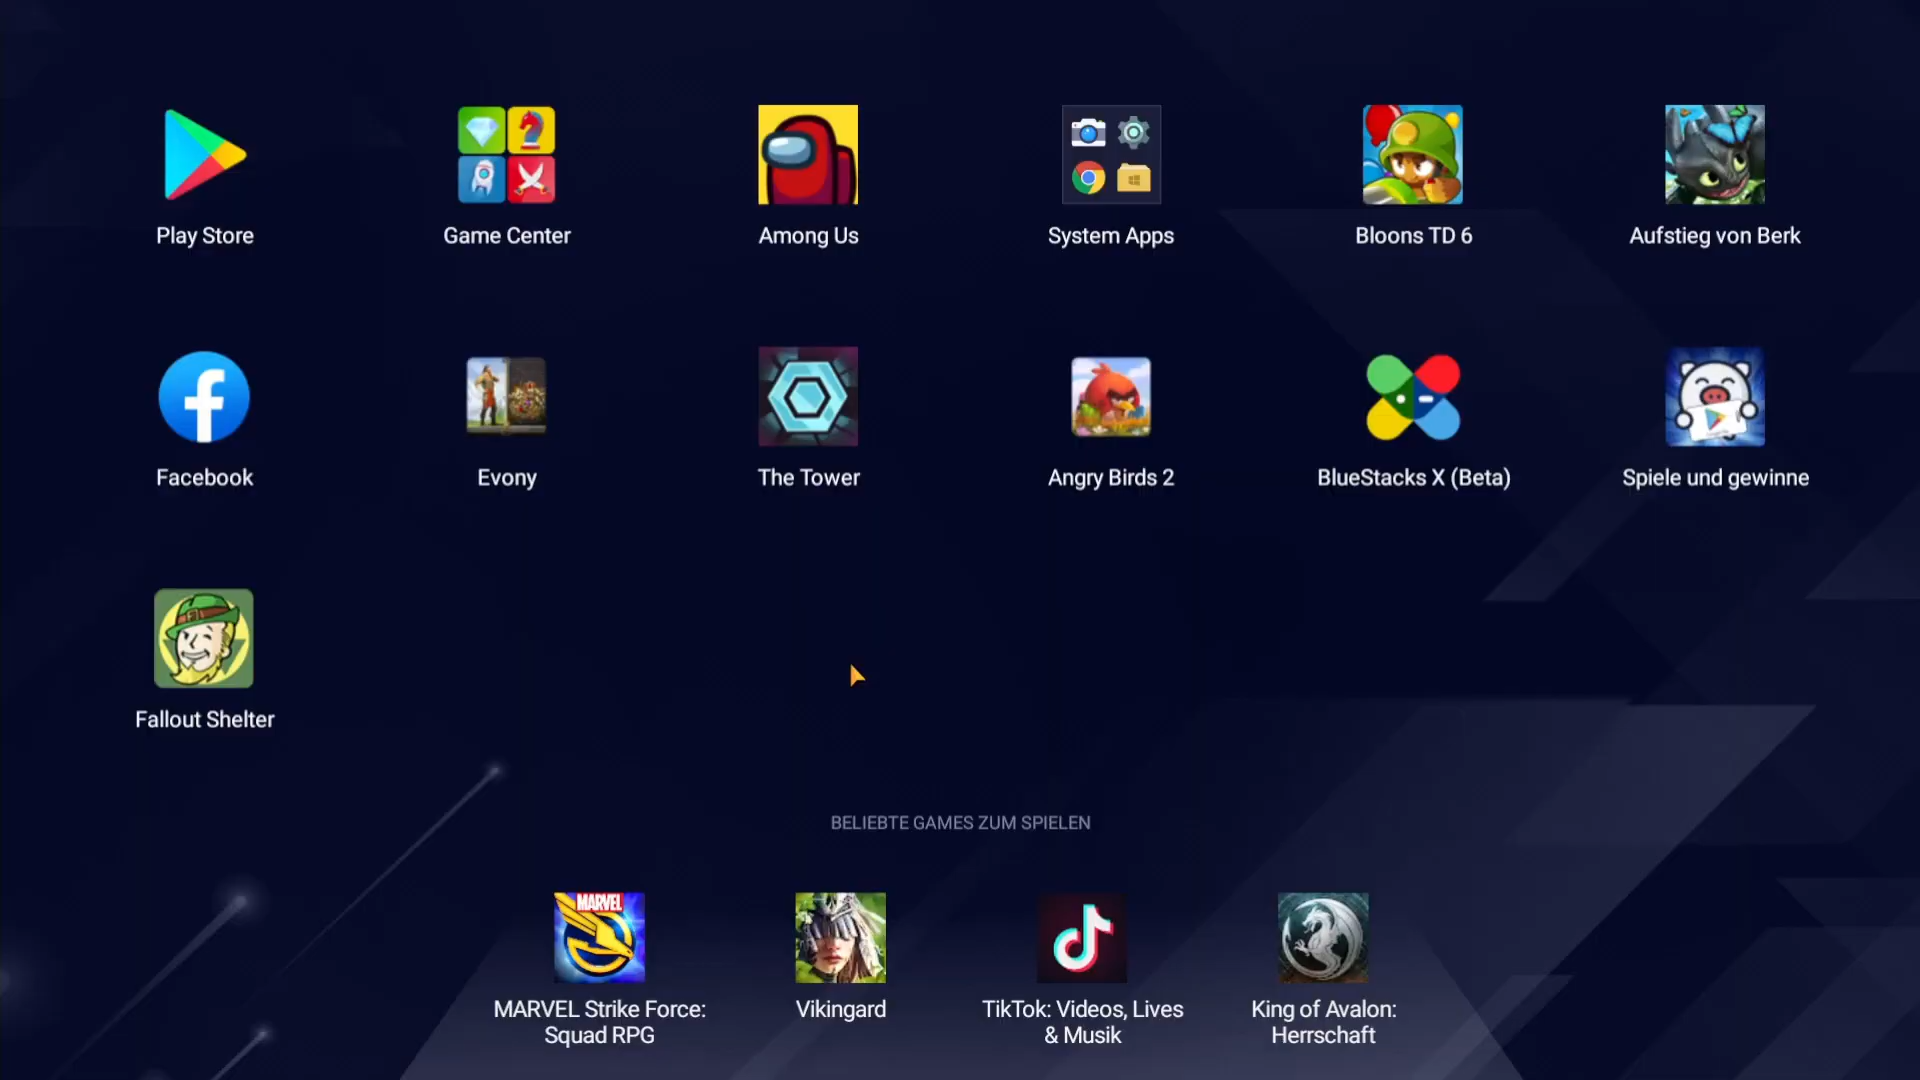 Play Store
Game Center
Among Us
System Apps
Bloons TD 6
Aufstieg von Berk
Facebook
Evony
The Tower
Angry Birds 2
BlueStacks X (Beta)
Spiele und gewinne
Fallout Shelter
BELIEBTE GAMES ZUM SPIELEN
MARVEL
MARVEL Strike Force:
Squad RPG
Vikingard
TikTok: Videos, Lives
& Musik
King of Avalon:
Herrschaft